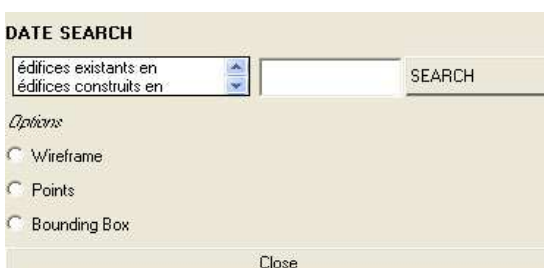 DATE SEARCH
édifices existants en
édifices construits en
SEARCH
Options
Wireframe
Points
Bounding Box
Close